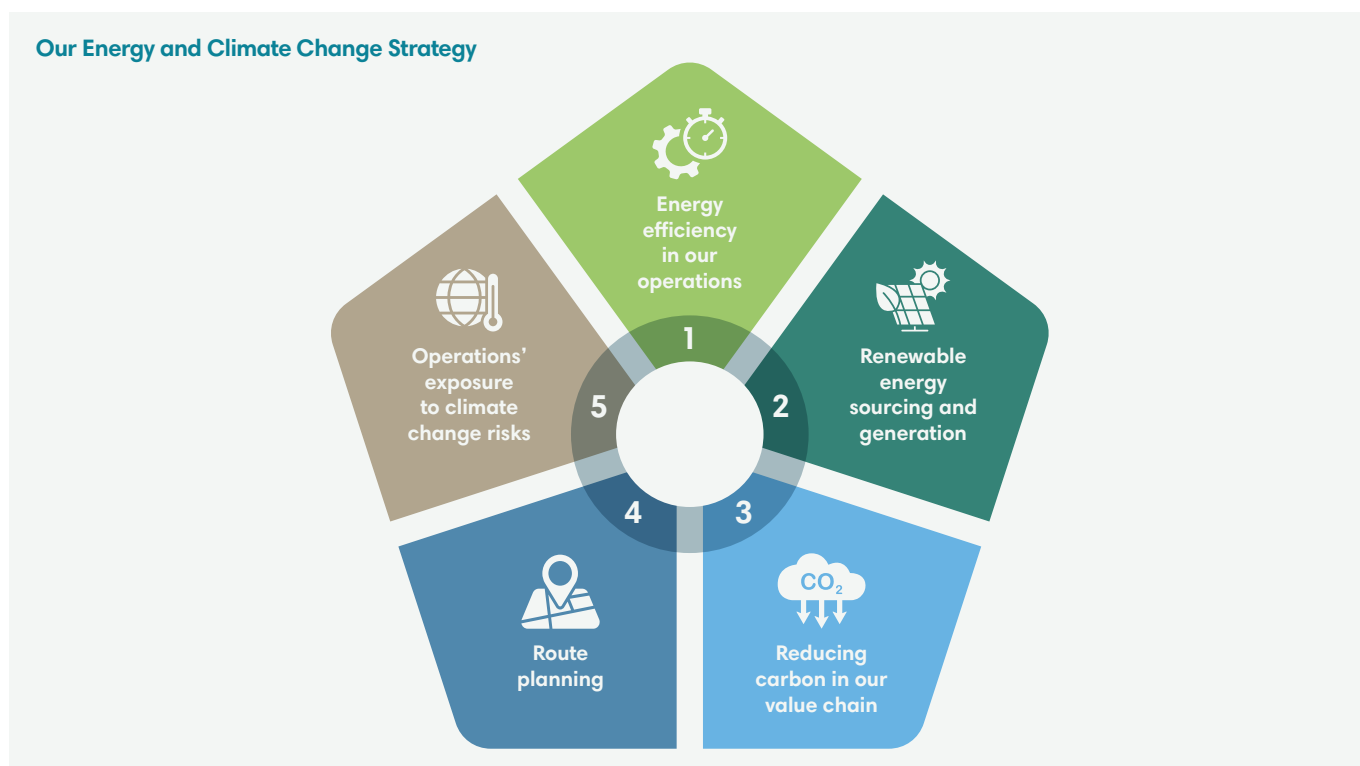 Our Energy and Climate Change Strategy
Energy
efficiency
in our
operations
1
Renewable
energy
sourcing and
generation
2
CO₂
Reducing
carbon in our
value chain
3
Route
planning
4
Operations’
exposure
to climate
change risks
5